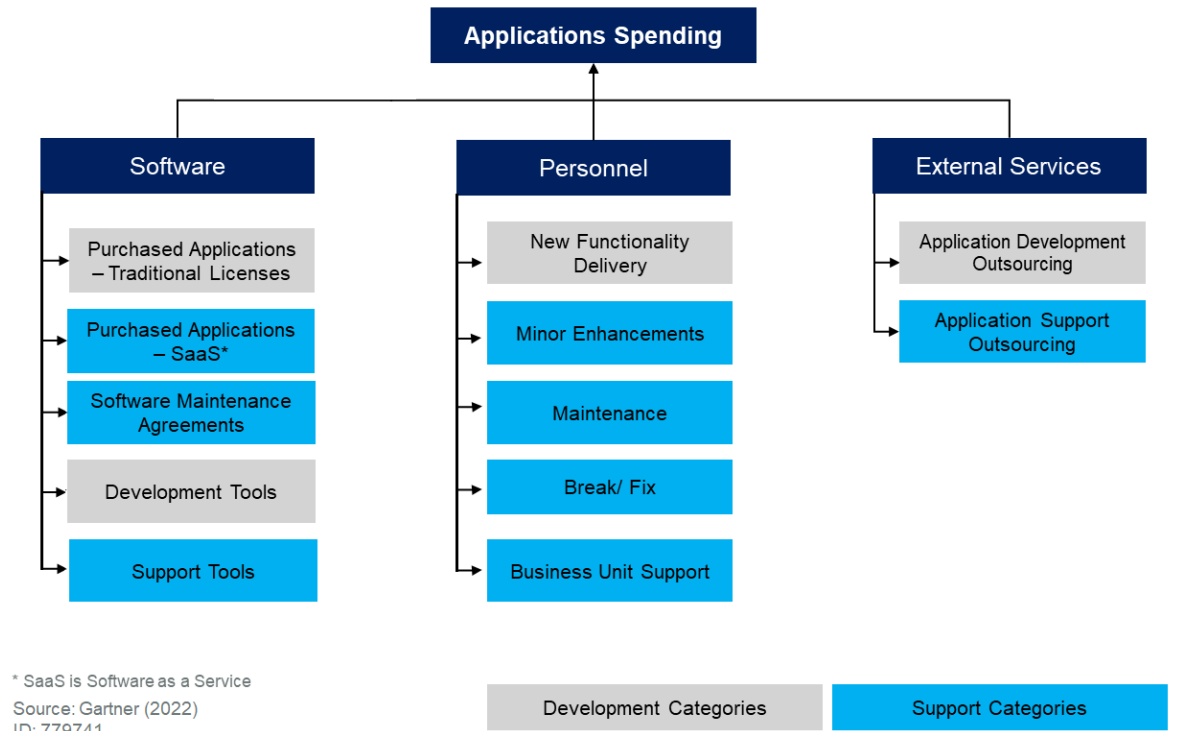 Applications Spending
Software
Purchased Applications
– Traditional Licenses
Purchased Applications
– SaaS*
Software Maintenance
Agreements
Development Tools
Support Tools
Personnel
New Functionality
Delivery
Minor Enhancements
Maintenance
Break/ Fix
Business Unit Support
External Services
Application Development
Outsourcing
Application Support
Outsourcing
* SaaS is Software as a Service
Source: Gartner (2022)
ID: 779741
Development Categories
Support Categories